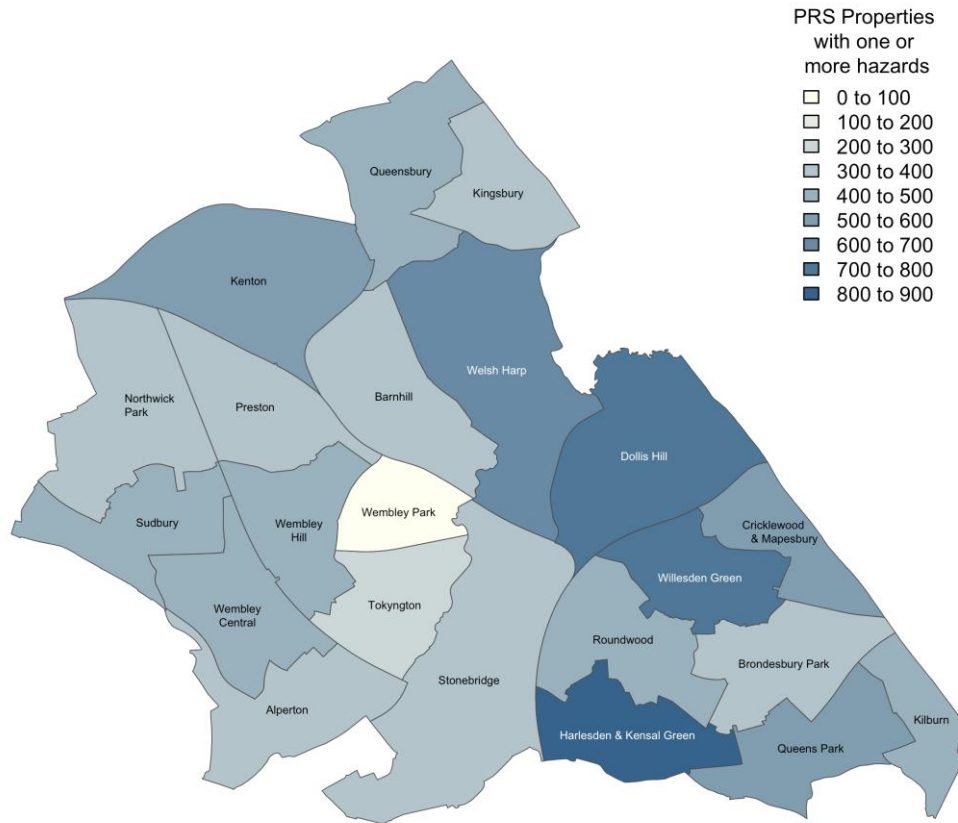 PRS Properties
with one or
more hazards
0 to 100
100 to 200
200 to 300
300 to 400
400 to 500
500 to 600
600 to 700
700 to 800
800 to 900
Queensbury
Kingsbury
Kenton
Welsh Harp
Northwick
Park
Preston
Barnhill
Dollis Hill
Wembley Park
Sudbury
Wembley
Hill
Cricklewood
& Mapesbury
Willesden Green
Tokyngton
Wembley
Central
Roundwood
Brondesbury Park
Stonebridge
Alperton
Kilburn
Harlesden & Kensal Green
Queens Park